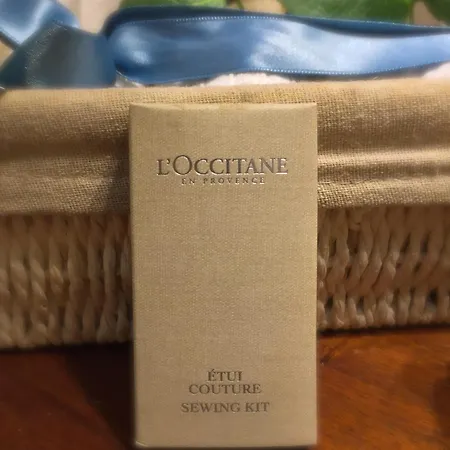 L'OCCITANE
EN PROVENCE
ÉTUI
COUTURE
SEWING KIT